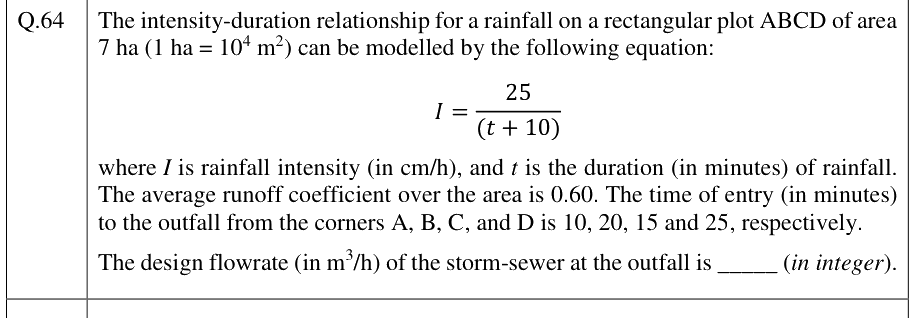 Q.64 The intensity-duration relationship for a rainfall on a rectangular plot ABCD of area
7 ha (1 ha = 10⁴ m²) can be modelled by the following equation:
I = 25 / (t + 10)
where I is rainfall intensity (in cm/h), and t is the duration (in minutes) of rainfall.
The average runoff coefficient over the area is 0.60. The time of entry (in minutes)
to the outfall from the corners A, B, C, and D is 10, 20, 15 and 25, respectively.
The design flowrate (in m³/h) of the storm-sewer at the outfall is _____ (in integer).